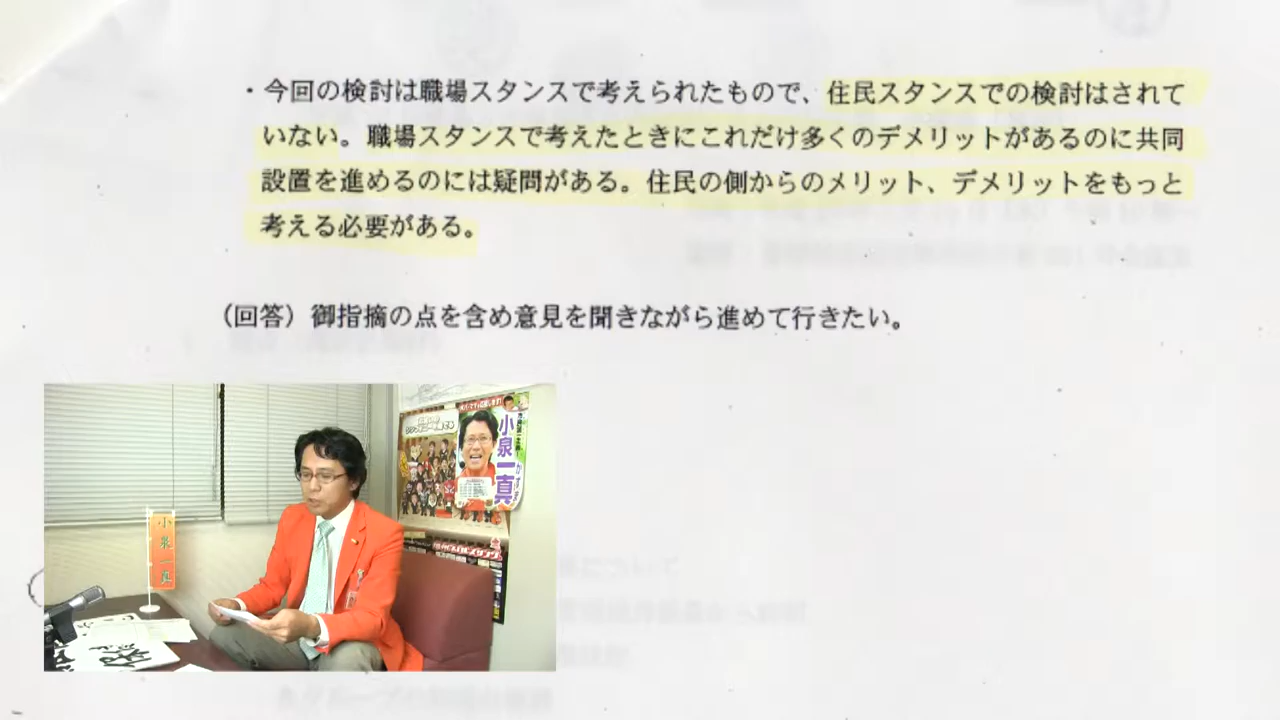 ・今回の検討は職場スタンスで考えられたもので、住民スタンスでの検討はされて
いない。職場スタンスで考えたときにこれだけ多くのデメリットがあるのに共同
設置を進めるのには疑問がある。住民の側からのメリット、デメリットをもっと
考える必要がある。
（回答）御指摘の点を含め意見を聞きながら進めて行きたい。
小泉一真
小泉一真